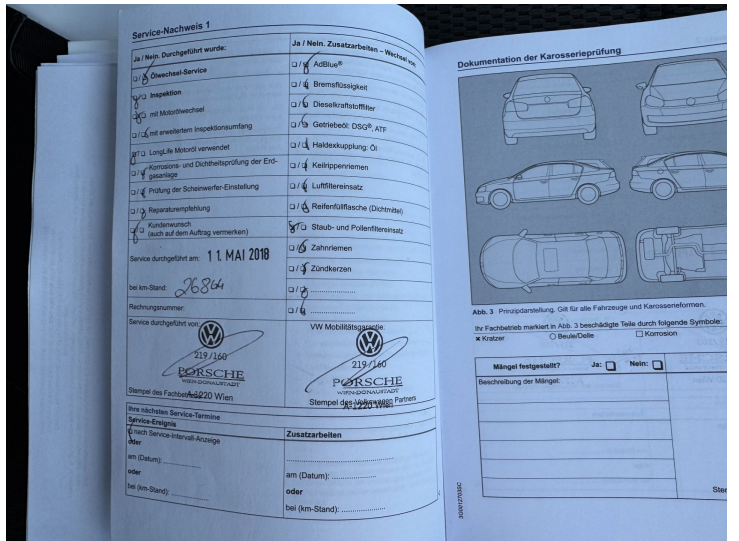 Service-Nachweis 1
Ja / Nein. Durchgeführt wurde:
Ölwechsel-Service
Inspektion
mit Motorölwechsel
mit erweitertem Inspektionsumfang
LongLife Motoröl verwendet
Korrosions- und Dichtheitsprüfung der Erd-
gasanlage
Prüfung der Scheinwerfer-Einstellung
Reparaturempfehlung
Kundenwunsch
(auch auf dem Auftrag vermerken)
Service durchgeführt am: 11. MAI 2018
bei km-Stand: 26844
Rechnungsnummer:
Service durchgeführt von:
219/160
PORSCHE
WIEN-DONAUSTADT
A-1220 Wien
Stempel des Fachbetriebs
Ja / Nein. Zusatzarbeiten – Wechsel von:
AdBlue®
Bremsflüssigkeit
Dieselkraftstofffilter
Getriebeöl: DSG®, ATF
Haldexkupplung: Öl
Keilrippenriemen
Luftfiltereinsatz
Reifenfüllflasche (Dichtmittel)
Staub- und Pollenfiltereinsatz
Zahnriemen
Zündkerzen
VW Mobilitätsgarantie:
219/160
PORSCHE
WIEN-DONAUSTADT
A-1220 Wien
Stempel des Volkswagen Partners
Ihre nächsten Service-Termine
Service-Ereignis
nach Service-Intervall-Anzeige
oder
am (Datum):
oder
bei (km-Stand):
Zusatzarbeiten
am (Datum):
oder
bei (km-Stand):
Dokumentation der Karosserieprüfung
Abb. 3 Prinzipdarstellung. Gilt für alle Fahrzeuge und Karosserieformen.
Ihr Fachbetrieb markiert in Abb. 3 beschädigte Teile durch folgende Symbole:
× Kratzer ○ Beule/Delle □ Korrosion
Mängel festgestellt? Ja: Nein:
Beschreibung der Mängel:
3G0012703SC